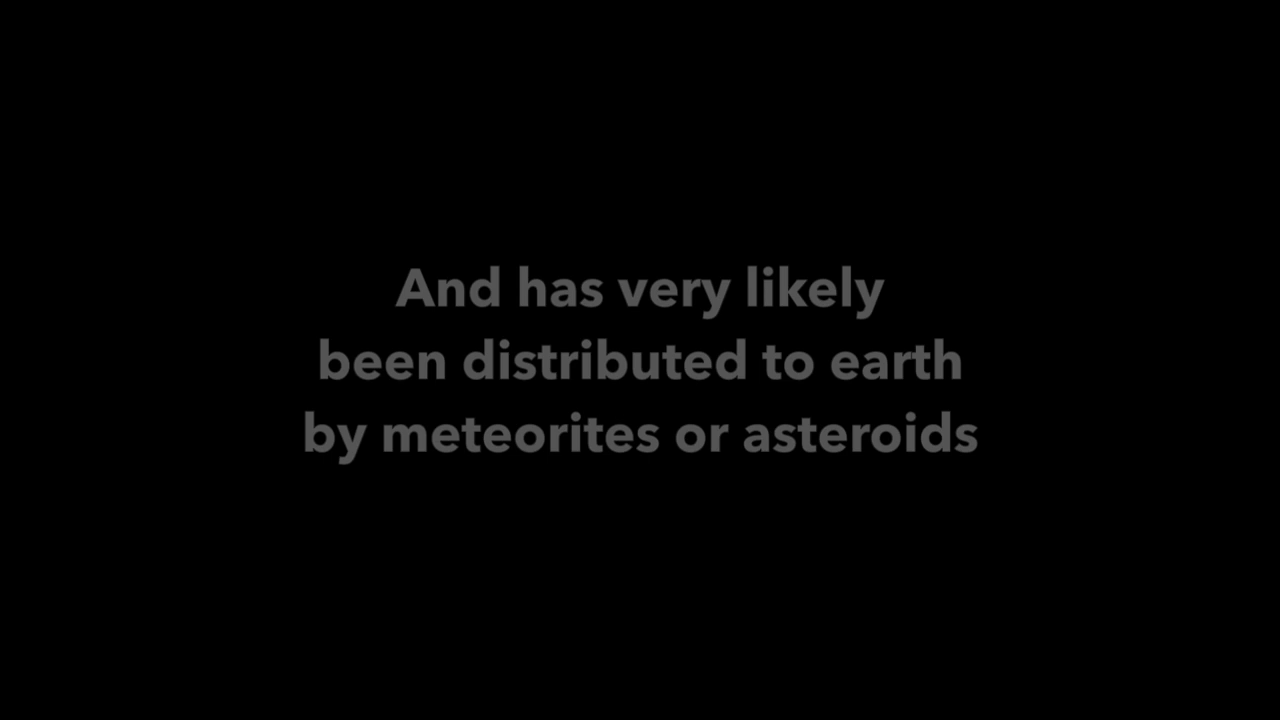 And has very likely
been distributed to earth
by meteorites or asteroids